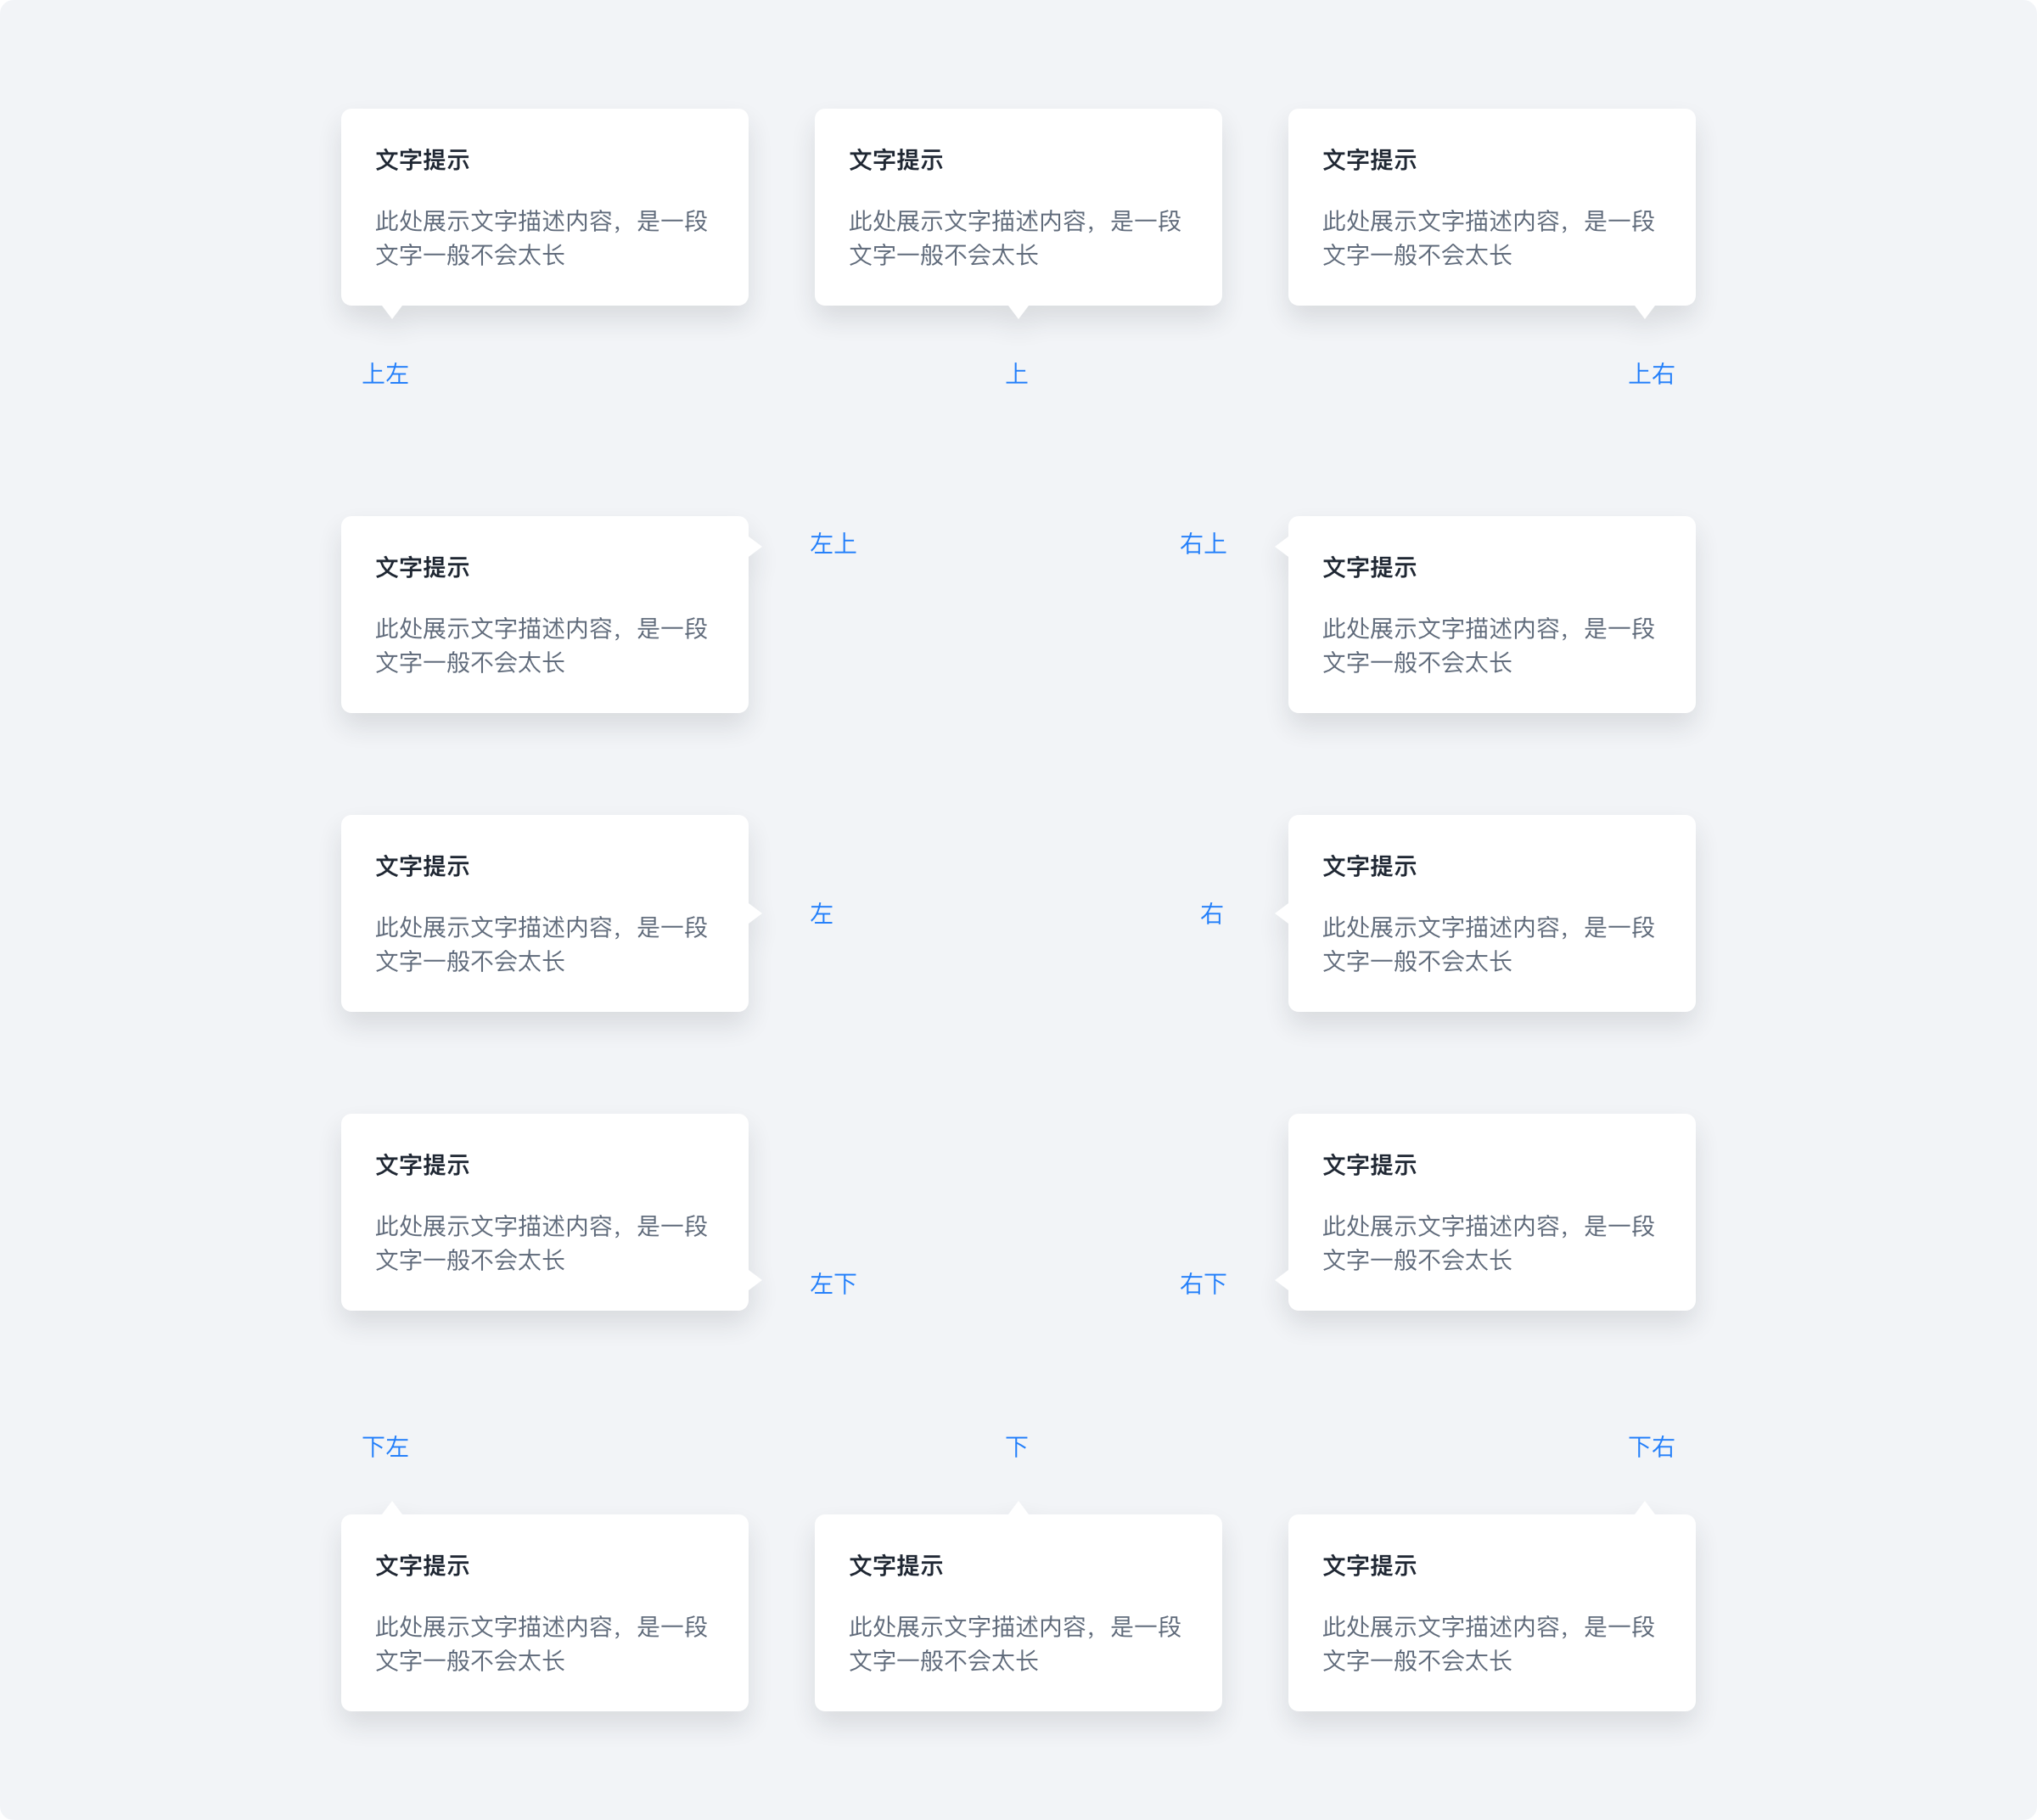 文字提示
此处展示文字描述内容，是一段
文字一般不会太长
文字提示
此处展示文字描述内容，是一段
文字一般不会太长
文字提示
此处展示文字描述内容，是一段
文字一般不会太长
上左
上
上右
文字提示
此处展示文字描述内容，是一段
文字一般不会太长
左上
右上
文字提示
此处展示文字描述内容，是一段
文字一般不会太长
文字提示
此处展示文字描述内容，是一段
文字一般不会太长
左
右
文字提示
此处展示文字描述内容，是一段
文字一般不会太长
文字提示
此处展示文字描述内容，是一段
文字一般不会太长
左下
右下
文字提示
此处展示文字描述内容，是一段
文字一般不会太长
下左
下
下右
文字提示
此处展示文字描述内容，是一段
文字一般不会太长
文字提示
此处展示文字描述内容，是一段
文字一般不会太长
文字提示
此处展示文字描述内容，是一段
文字一般不会太长